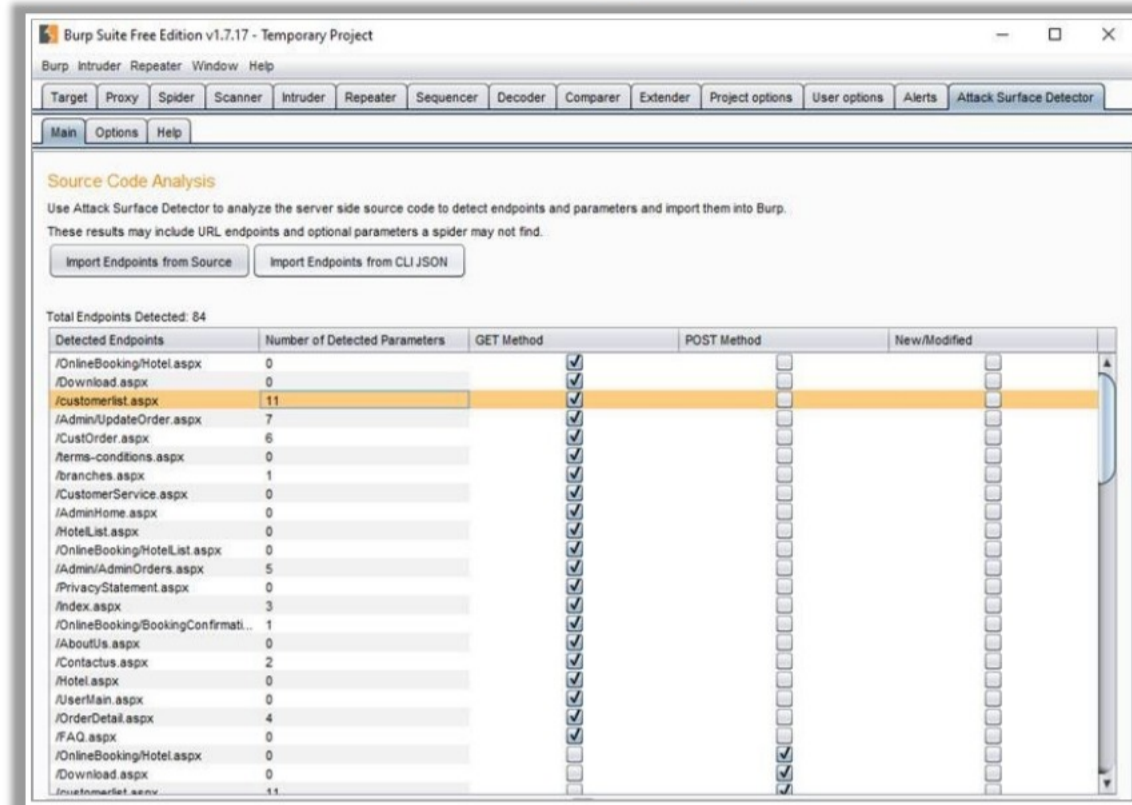 Burp Suite Free Edition v1.7.17 - Temporary Project
Burp Intruder Repeater Window Help
Target Proxy Spider Scanner Intruder Repeater Sequencer Decoder Comparer Extender Project options User options Alerts Attack Surface Detector
Main Options Help
Source Code Analysis
Use Attack Surface Detector to analyze the server side source code to detect endpoints and parameters and import them into Burp.
These results may include URL endpoints and optional parameters a spider may not find.
Import Endpoints from Source Import Endpoints from CLI JSON
Total Endpoints Detected: 84
Detected Endpoints Number of Detected Parameters GET Method POST Method New/Modified
/OnlineBooking/Hotel.aspx 0
/Download.aspx 0
/customerlist.aspx 11
/Admin/UpdateOrder.aspx 7
/CustOrder.aspx 6
/terms-conditions.aspx 0
/branches.aspx 1
/CustomerService.aspx 0
/AdminHome.aspx 0
/HotelList.aspx 0
/OnlineBooking/HotelList.aspx 0
/Admin/AdminOrders.aspx 5
/PrivacyStatement.aspx 0
/Index.aspx 3
/OnlineBooking/BookingConfirmati... 1
/AboutUs.aspx 0
/Contactus.aspx 2
/Hotel.aspx 0
/UserMain.aspx 0
/OrderDetail.aspx 4
/FAQ.aspx 0
/OnlineBooking/Hotel.aspx 0
/Download.aspx 0
/customerlist.aspx 11